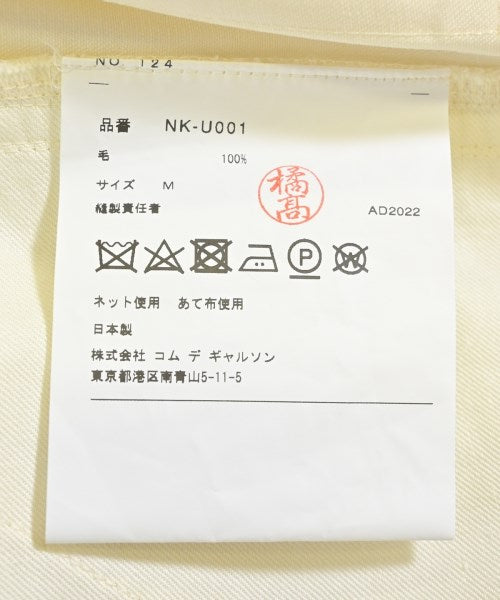 NO. 124
品番 NK-U001
毛 100%
サイズ M
縫製責任者 橘高 AD2022
P W
ネット使用 あて布使用
日本製
株式会社 コム デ ギャルソン
東京都港区南青山5-11-5